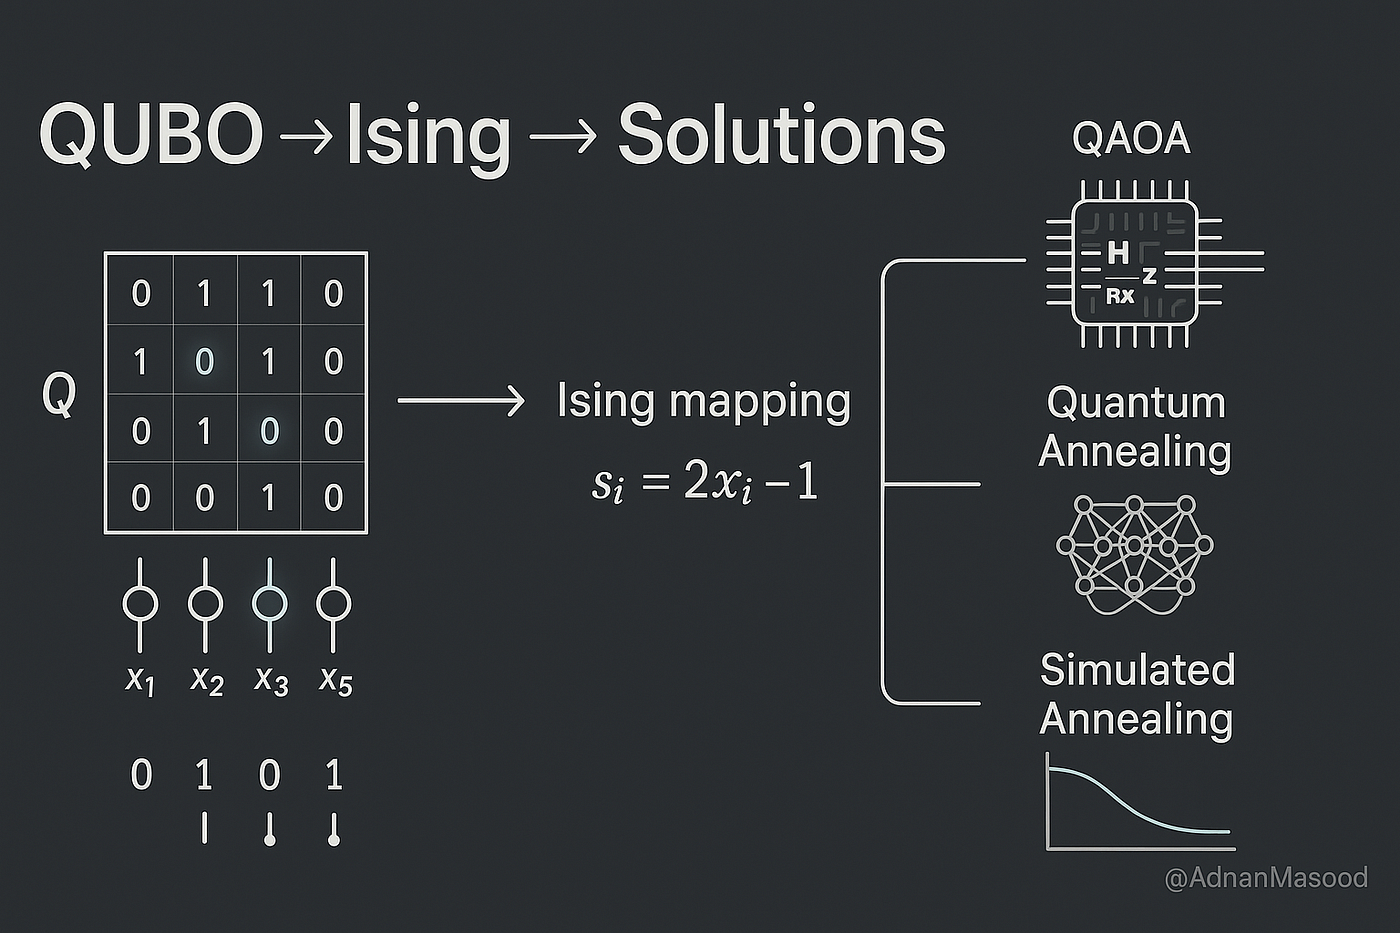 QUBO → Ising → Solutions
QAOA
H
Z
Rx
0 1 1 0
1 0 1 0
Q
0 1 0 0
0 0 1 0
Ising mapping
sᵢ = 2xᵢ – 1
Quantum
Annealing
x₁ x₂ x₃ x₅
0 1 0 1
Simulated
Annealing
@AdnanMasood